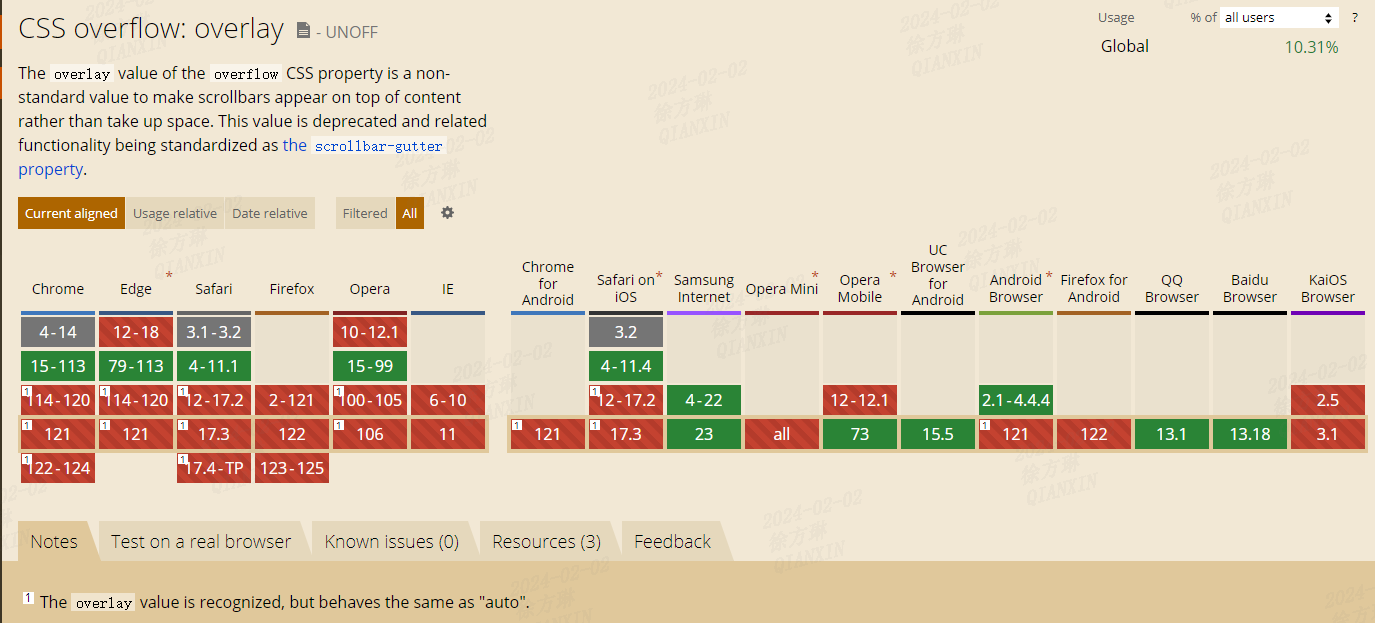 CSS overflow: overlay - UNOFF
Usage % of all users ?
Global 10.31%
The overlay value of the overflow CSS property is a non-
standard value to make scrollbars appear on top of content
rather than take up space. This value is deprecated and related
functionality being standardized as the scrollbar-gutter
property.
Current aligned Usage relative Date relative Filtered All
Chrome Edge * Safari Firefox Opera IE
Chrome for Android Safari on iOS * Samsung Internet Opera Mini * Opera Mobile * UC Browser for Android Android Browser * Firefox for Android QQ Browser Baidu Browser KaiOS Browser
4-14 12-18 3.1-3.2 10-12.1 3.2
15-113 79-113 4-11.1 15-99 4-11.4
1 114-120 1 114-120 1 12-17.2 2-121 1 100-105 6-10 1 12-17.2 4-22 12-12.1 2.1-4.4.4 2.5
1 121 1 121 1 17.3 122 1 106 11 1 121 1 17.3 23 all 73 15.5 1 121 122 13.1 13.18 3.1
1 122-124 1 17.4-TP 123-125
Notes Test on a real browser Known issues (0) Resources (3) Feedback
1 The overlay value is recognized, but behaves the same as "auto".
2024-02-02
徐方琳
QIANXIN